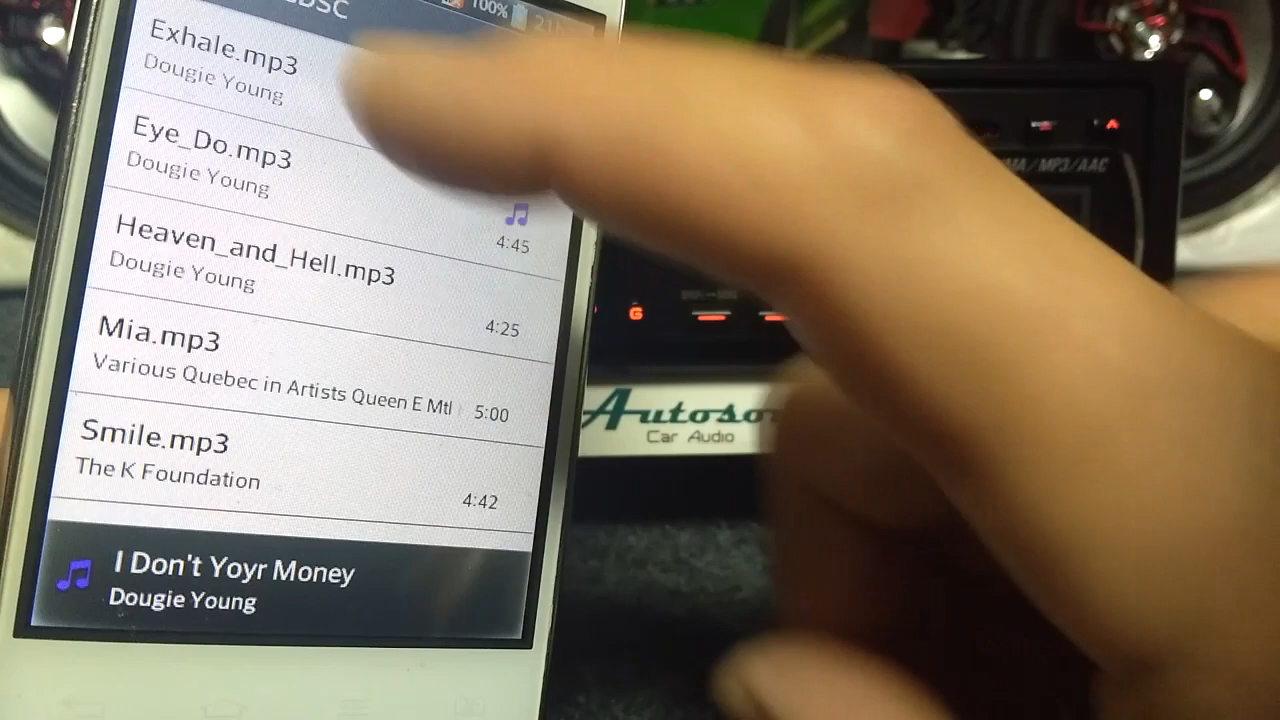 100%
Exhale.mp3
Dougie Young
Eye_Do.mp3
Dougie Young
4:45
Heaven_and_Hell.mp3
Dougie Young
4:25
Mia.mp3
Various Quebec in Artists Queen E Mtl
5:00
Smile.mp3
The K Foundation
4:42
I Don't Yoyr Money
Dougie Young
MA/MP3/AAC
G
Autoso
Car Audio